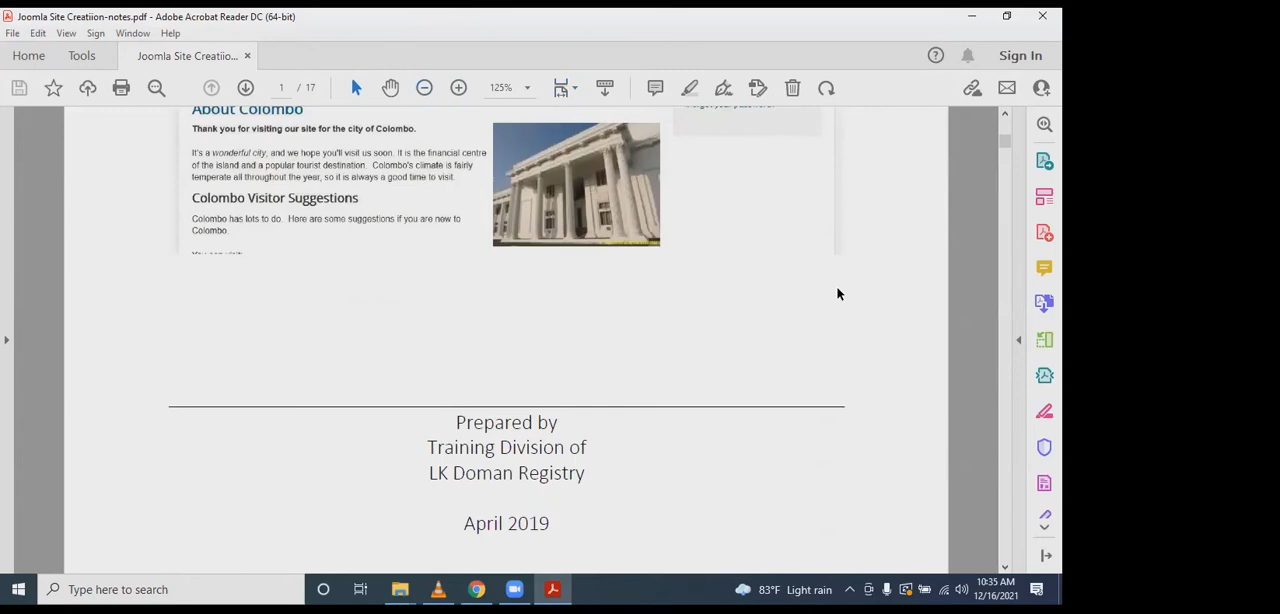 Joomla Site Creatiion-notes.pdf - Adobe Acrobat Reader DC (64-bit)
File Edit View Sign Window Help
Home Tools Joomla Site Creatiio... × Sign In
1 / 17 125%
About Colombo
Thank you for visiting our site for the city of Colombo.
It's a wonderful city, and we hope you'll visit us soon. It is the financial centre
of the island and a popular tourist destination. Colombo's climate is fairly
temperate all throughout the year, so it is always a good time to visit.
Colombo Visitor Suggestions
Colombo has lots to do. Here are some suggestions if you are new to
Colombo.
You can visit:
Prepared by
Training Division of
LK Doman Registry
April 2019
Type here to search
83°F Light rain
10:35 AM
12/16/2021